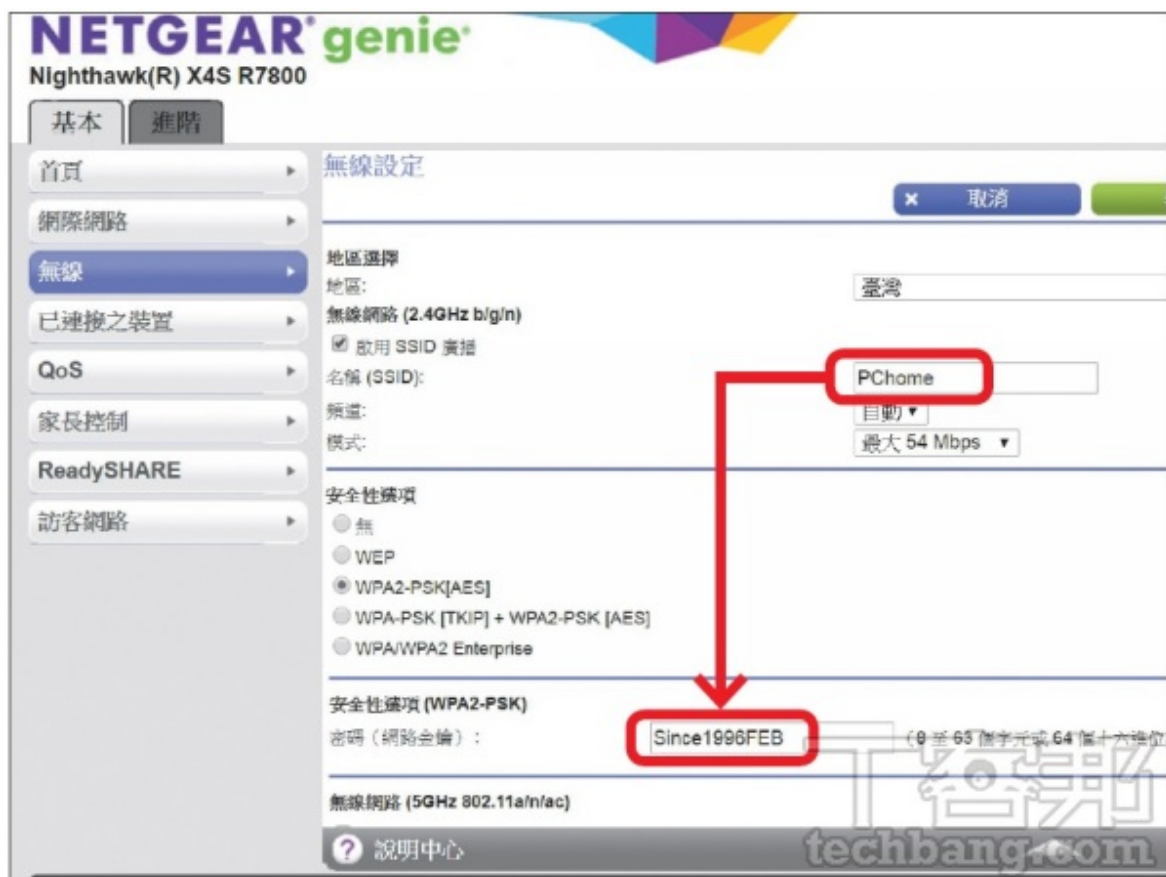 NETGEAR® genie®
Nighthawk(R) X4S R7800
基本 進階
首頁
網際網路
無線
已連接之裝置
QoS
家長控制
ReadySHARE
訪客網路
無線設定
× 取消
地區選擇
地區: 臺灣
無線網路 (2.4GHz b/g/n)
啟用 SSID 廣播
名稱 (SSID): PChome
頻道: 自動
模式: 最大 54 Mbps
安全性選項
無
WEP
WPA2-PSK[AES]
WPA-PSK [TKIP] + WPA2-PSK [AES]
WPA/WPA2 Enterprise
安全性選項 (WPA2-PSK)
密碼（網路金鑰）: Since1996FEB （8 至 63 個字元或 64 個十六進位
無線網路 (5GHz 802.11a/n/ac)
? 說明中心
T客邦
techbang.com